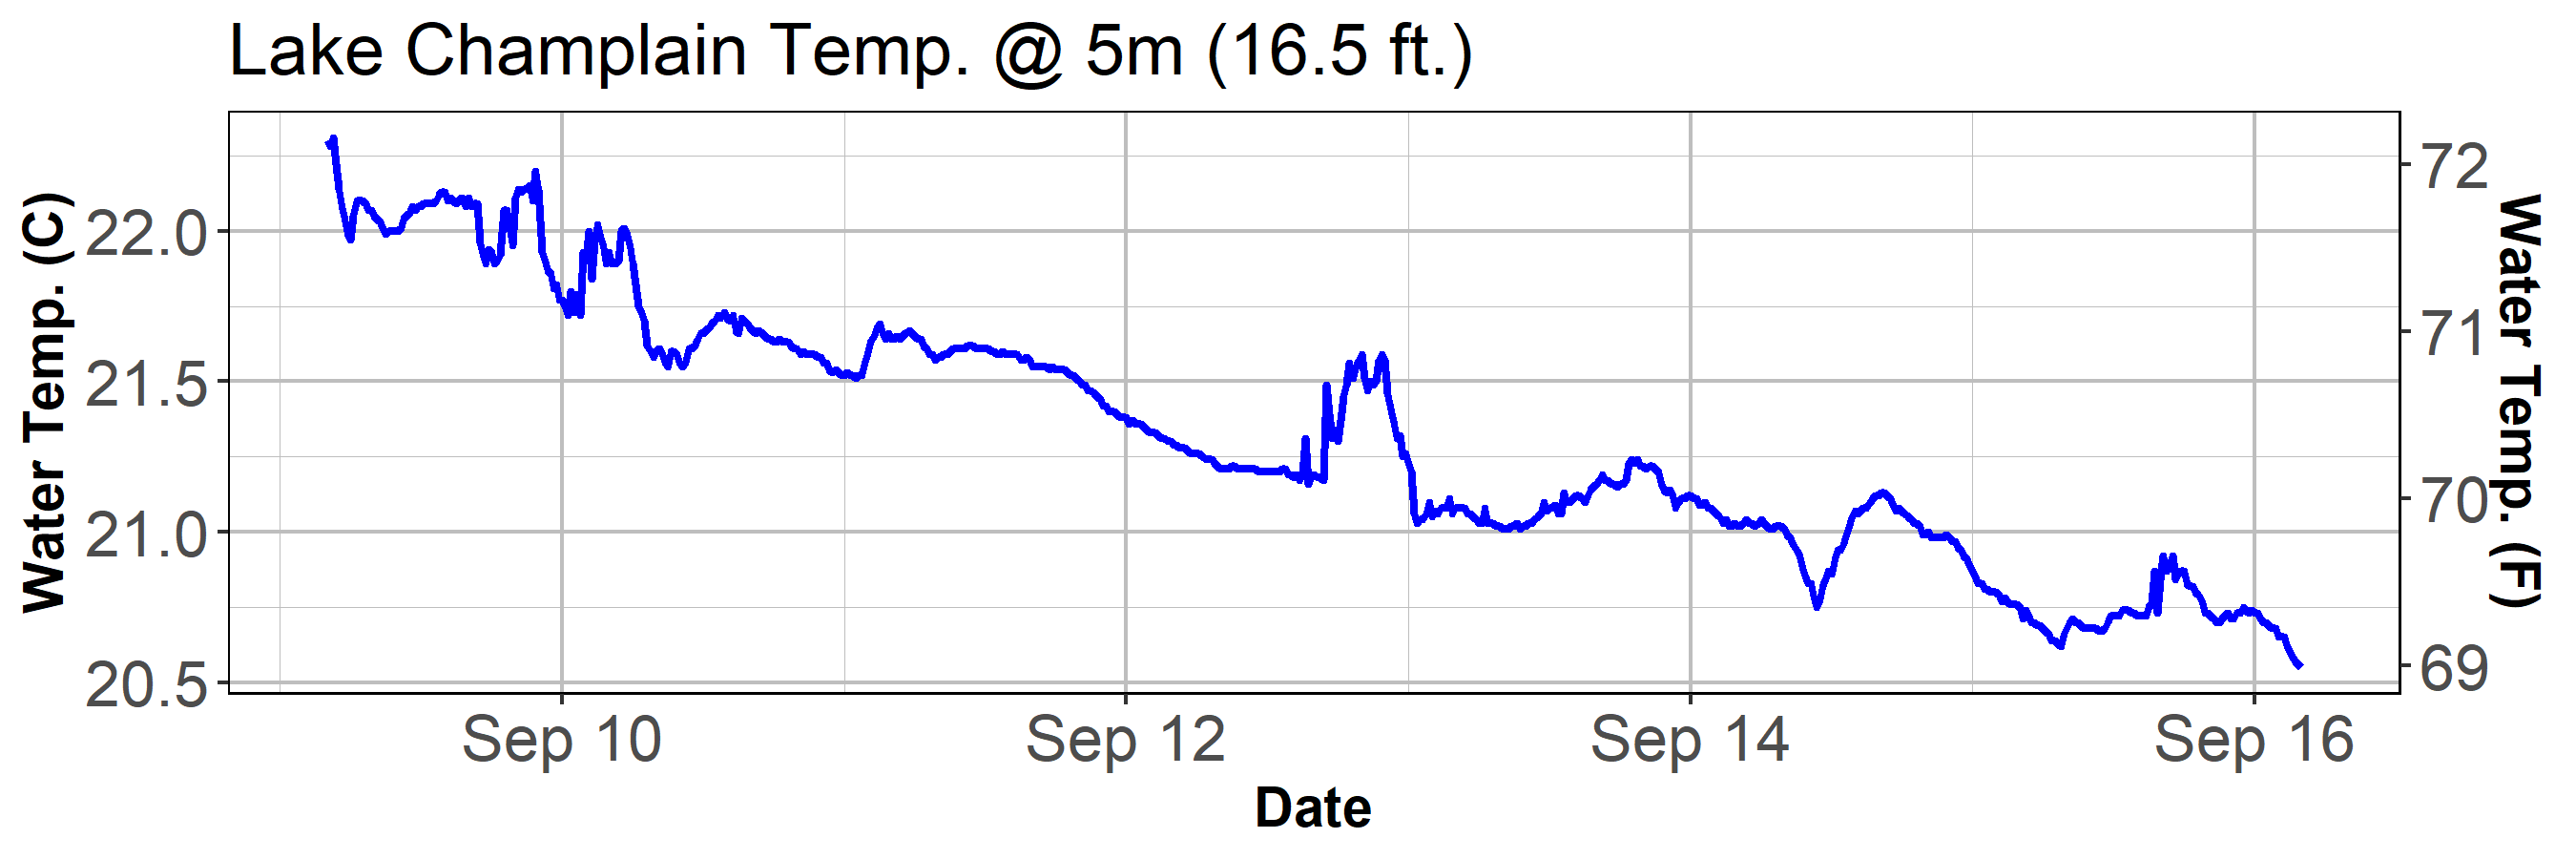 Lake Champlain Temp. @ 5m (16.5 ft.)
Water Temp. (C)
22.0
21.5
21.0
20.5
72
71
70
69
Water Temp. (F)
Sep 10 Sep 12 Sep 14 Sep 16
Date